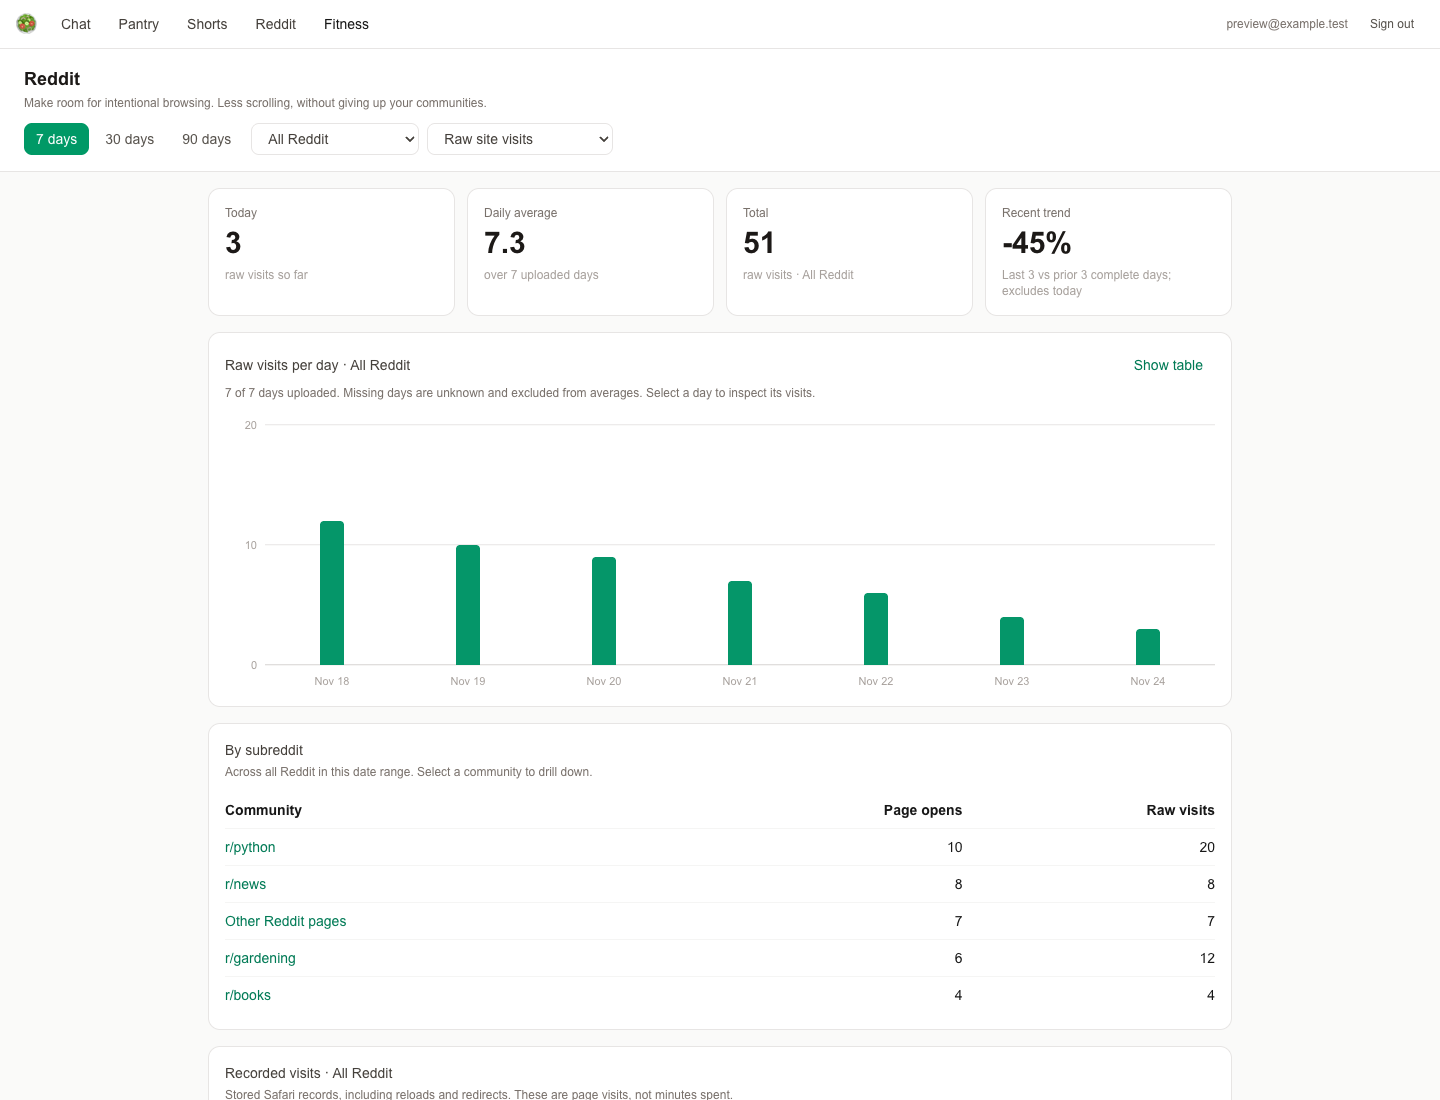 Chat Pantry Shorts Reddit Fitness preview@example.test Sign out
Reddit
Make room for intentional browsing. Less scrolling, without giving up your communities.
7 days 30 days 90 days All Reddit Raw site visits
Today
3
raw visits so far
Daily average
7.3
over 7 uploaded days
Total
51
raw visits · All Reddit
Recent trend
-45%
Last 3 vs prior 3 complete days;
excludes today
Raw visits per day · All Reddit Show table
7 of 7 days uploaded. Missing days are unknown and excluded from averages. Select a day to inspect its visits.
20
10
0
Nov 18 Nov 19 Nov 20 Nov 21 Nov 22 Nov 23 Nov 24
By subreddit
Across all Reddit in this date range. Select a community to drill down.
Community Page opens Raw visits
r/python 10 20
r/news 8 8
Other Reddit pages 7 7
r/gardening 6 12
r/books 4 4
Recorded visits · All Reddit
Stored Safari records, including reloads and redirects. These are page visits, not minutes spent.